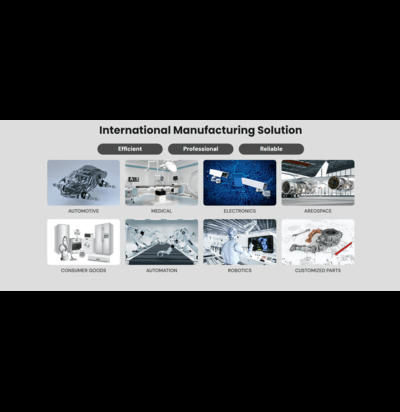 International Manufacturing Solution
Efficient
Professional
Reliable
AUTOMOTIVE
MEDICAL
ELECTRONICS
AREOSPACE
CONSUMER GOODS
AUTOMATION
ROBOTICS
CUSTOMIZED PARTS